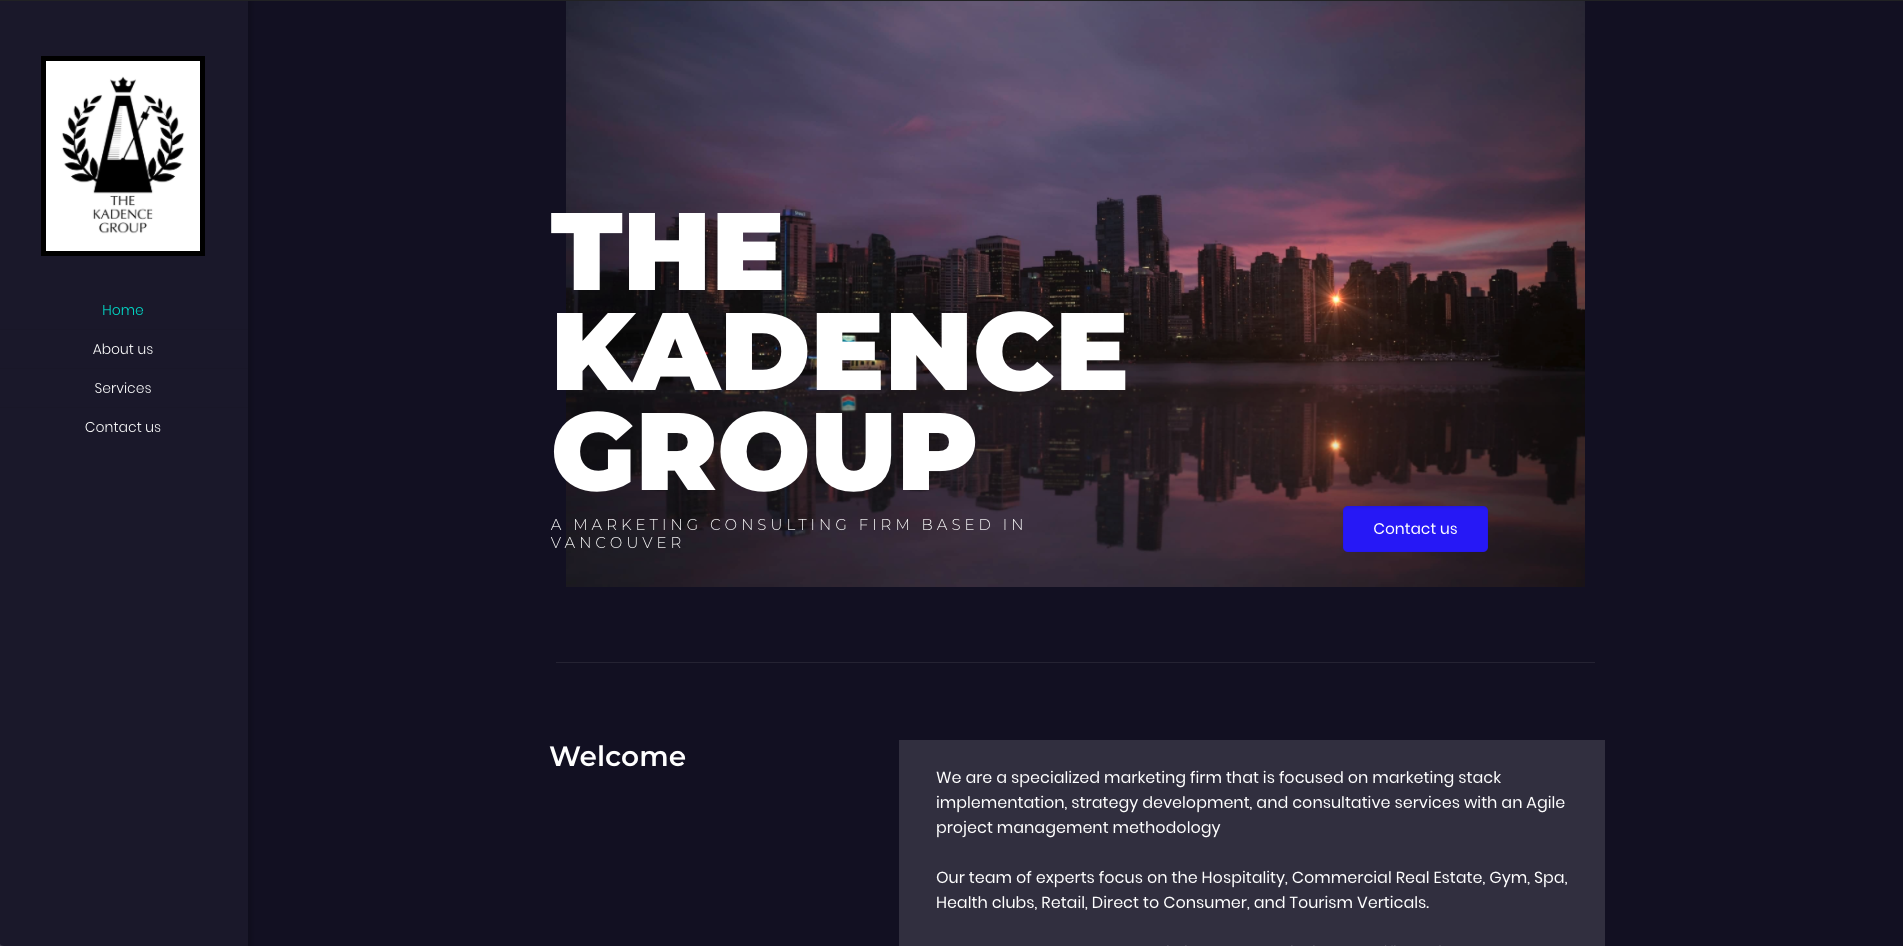 THE
KADENCE
GROUP
Home
About us
Services
Contact us
THE
KADENCE
GROUP
A MARKETING CONSULTING FIRM BASED IN
VANCOUVER
Contact us
Welcome
We are a specialized marketing firm that is focused on marketing stack
implementation, strategy development, and consultative services with an Agile
project management methodology
Our team of experts focus on the Hospitality, Commercial Real Estate, Gym, Spa,
Health clubs, Retail, Direct to Consumer, and Tourism Verticals.